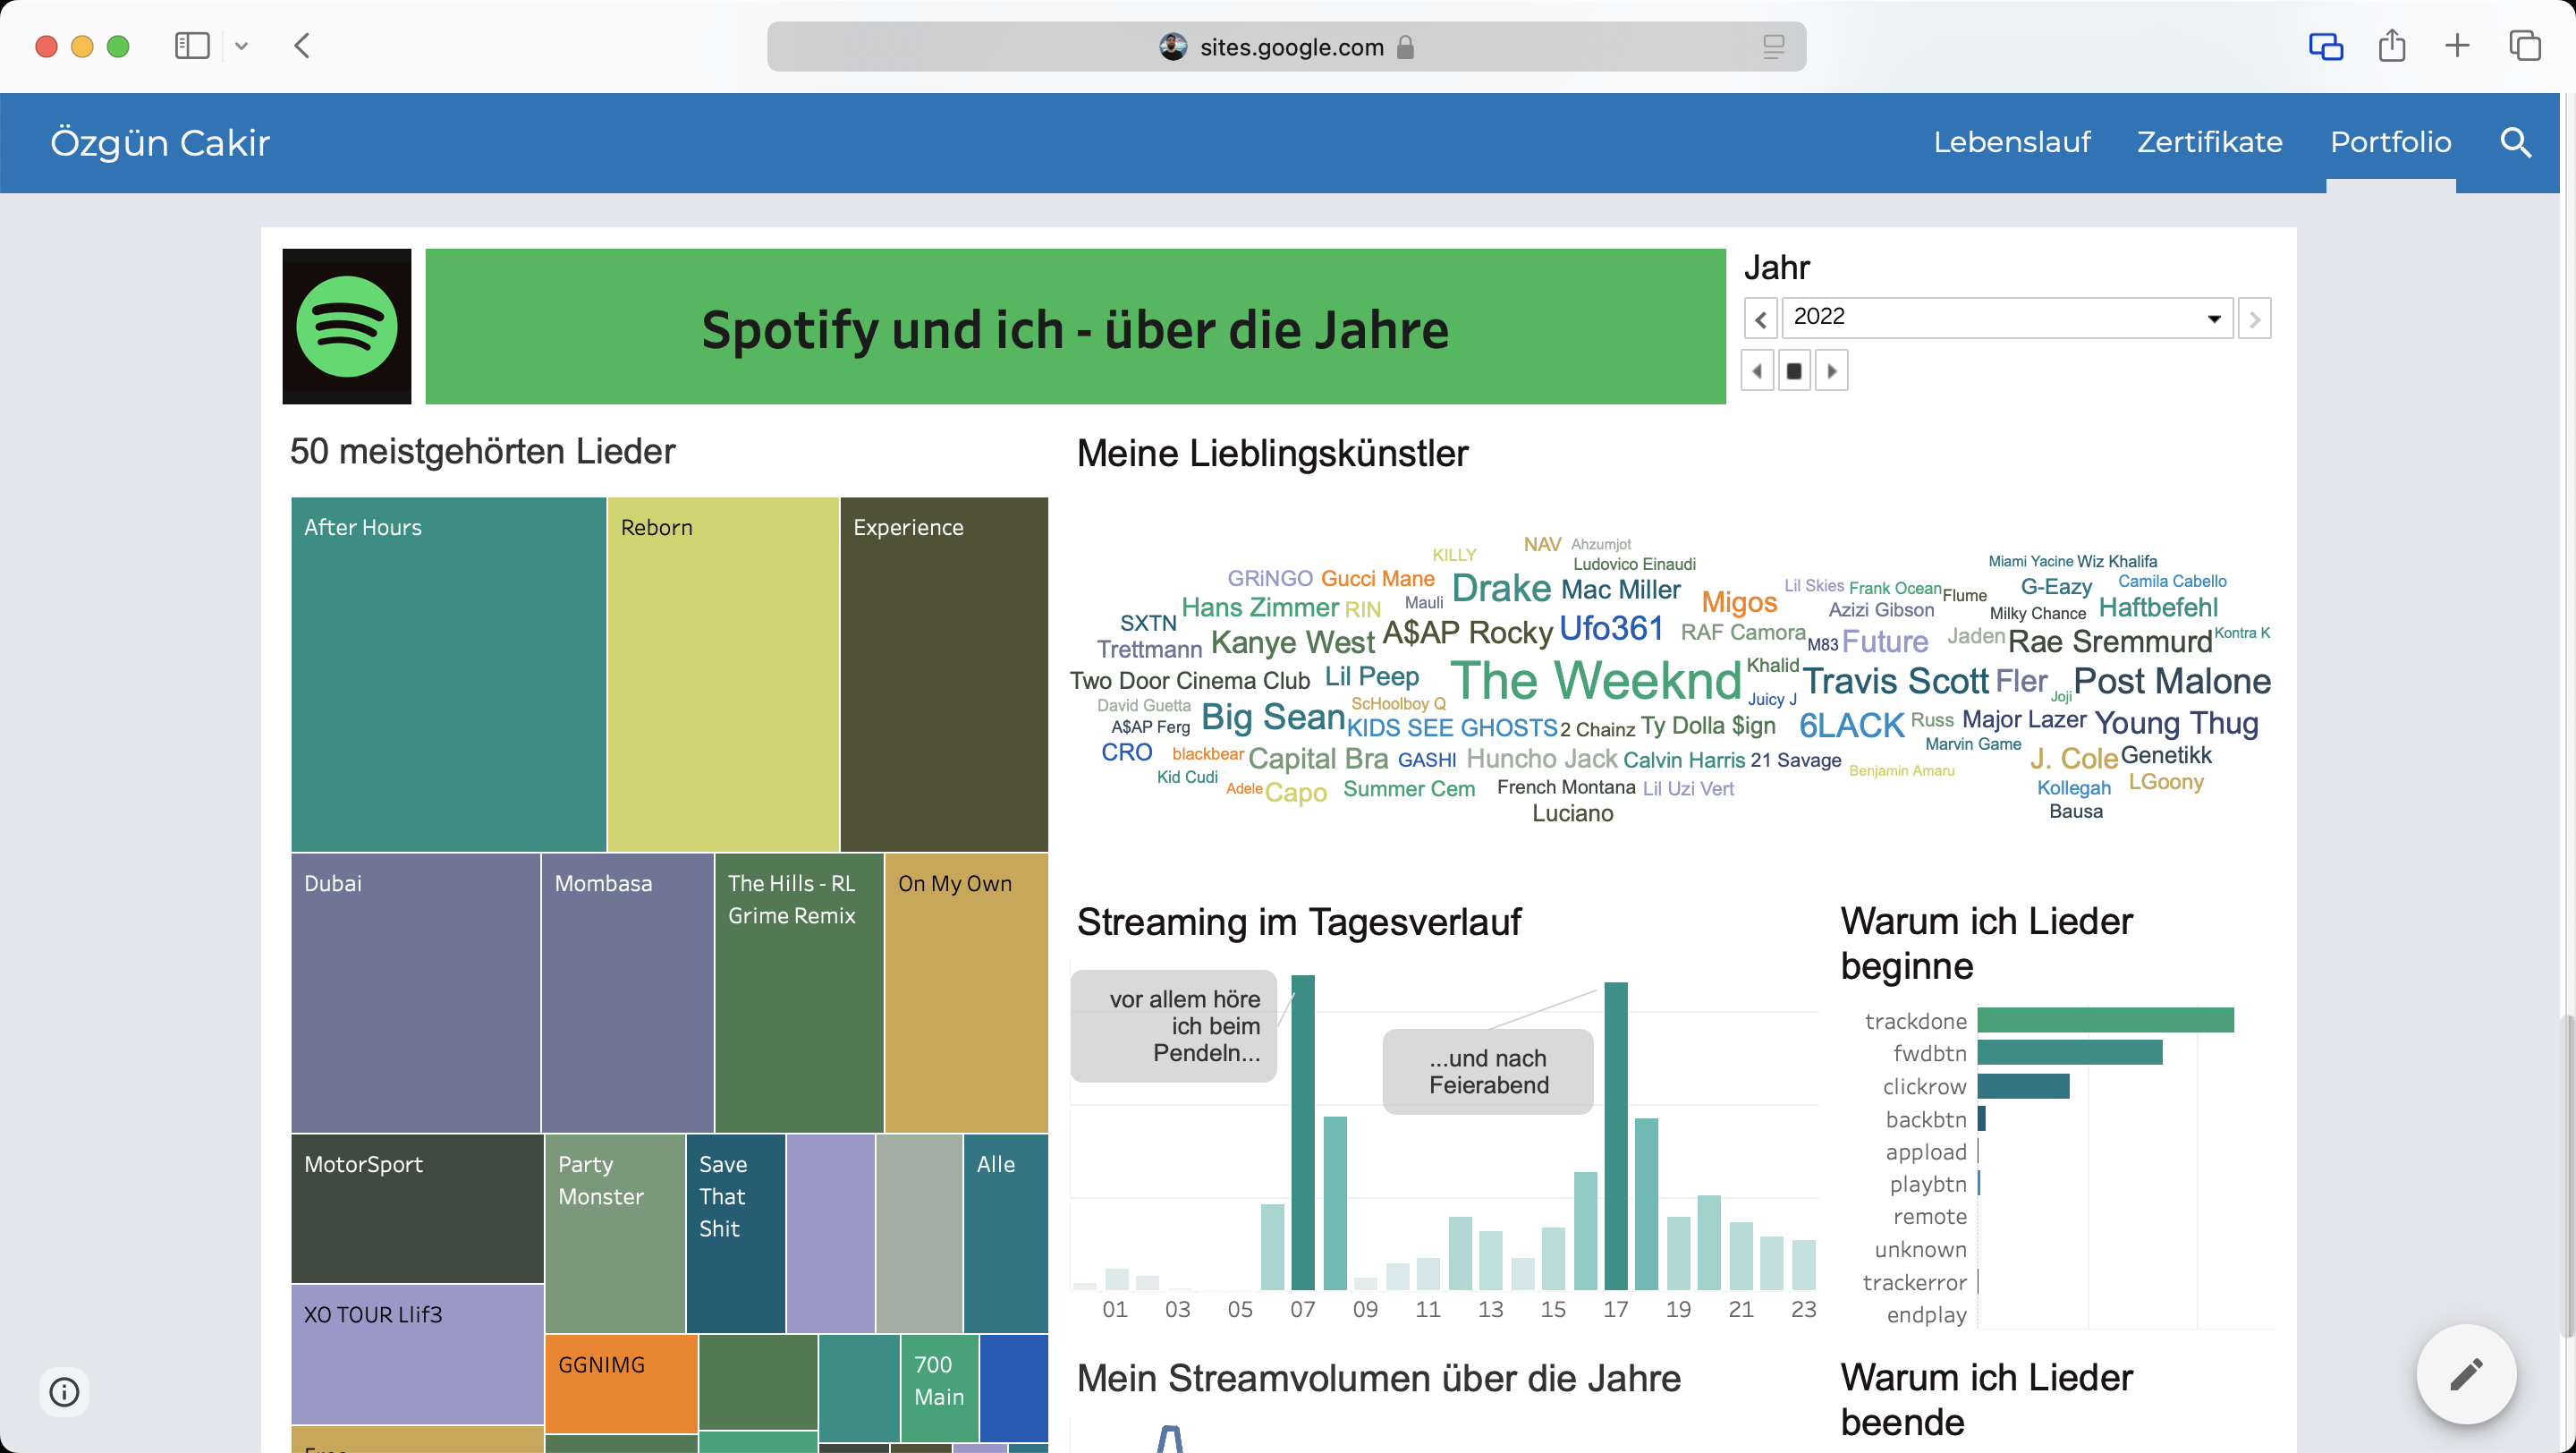 sites.google.com
Özgün Cakir
Lebenslauf
Zertifikate
Portfolio
Spotify und ich - über die Jahre
Jahr
2022
50 meistgehörten Lieder
After Hours
Reborn
Experience
Dubai
Mombasa
The Hills - RL
Grime Remix
On My Own
MotorSport
Party
Monster
Save
That
Shit
Alle
XO TOUR Llif3
GGNIMG
700
Main
Meine Lieblingskünstler
KILLY
NAV
Ahzumjot
Ludovico Einaudi
Miami Yacine
Wiz Khalifa
GRiNGO
Gucci Mane
Drake
Mac Miller
Lil Skies
Frank Ocean
Flume
G-Eazy
Camila Cabello
SXTN
Hans Zimmer
RIN
Mauli
Migos
Azizi Gibson
Milky Chance
Haftbefehl
Trettmann
Kanye West
A$AP Rocky
Ufo361
RAF Camora
M83
Future
Jaden
Rae Sremmurd
Kontra K
Two Door Cinema Club
Lil Peep
The Weeknd
Khalid
Travis Scott
Fler
Joji
Post Malone
David Guetta
ScHoolboy Q
Juicy J
A$AP Ferg
Big Sean
KIDS SEE GHOSTS
2 Chainz
Ty Dolla $ign
6LACK
Russ
Major Lazer
Young Thug
CRO
blackbear
Capital Bra
GASHI
Huncho Jack
Calvin Harris
21 Savage
Marvin Game
J. Cole
Genetikk
Kid Cudi
Adele
Capo
Summer Cem
French Montana
Lil Uzi Vert
Benjamin Amaru
Kollegah
LGoony
Luciano
Bausa
Streaming im Tagesverlauf
vor allem höre
ich beim
Pendeln...
...und nach
Feierabend
01 03 05 07 09 11 13 15 17 19 21 23
Warum ich Lieder
beginne
trackdone
fwdbtn
clickrow
backbtn
appload
playbtn
remote
unknown
trackerror
endplay
Mein Streamvolumen über die Jahre
Warum ich Lieder
beende